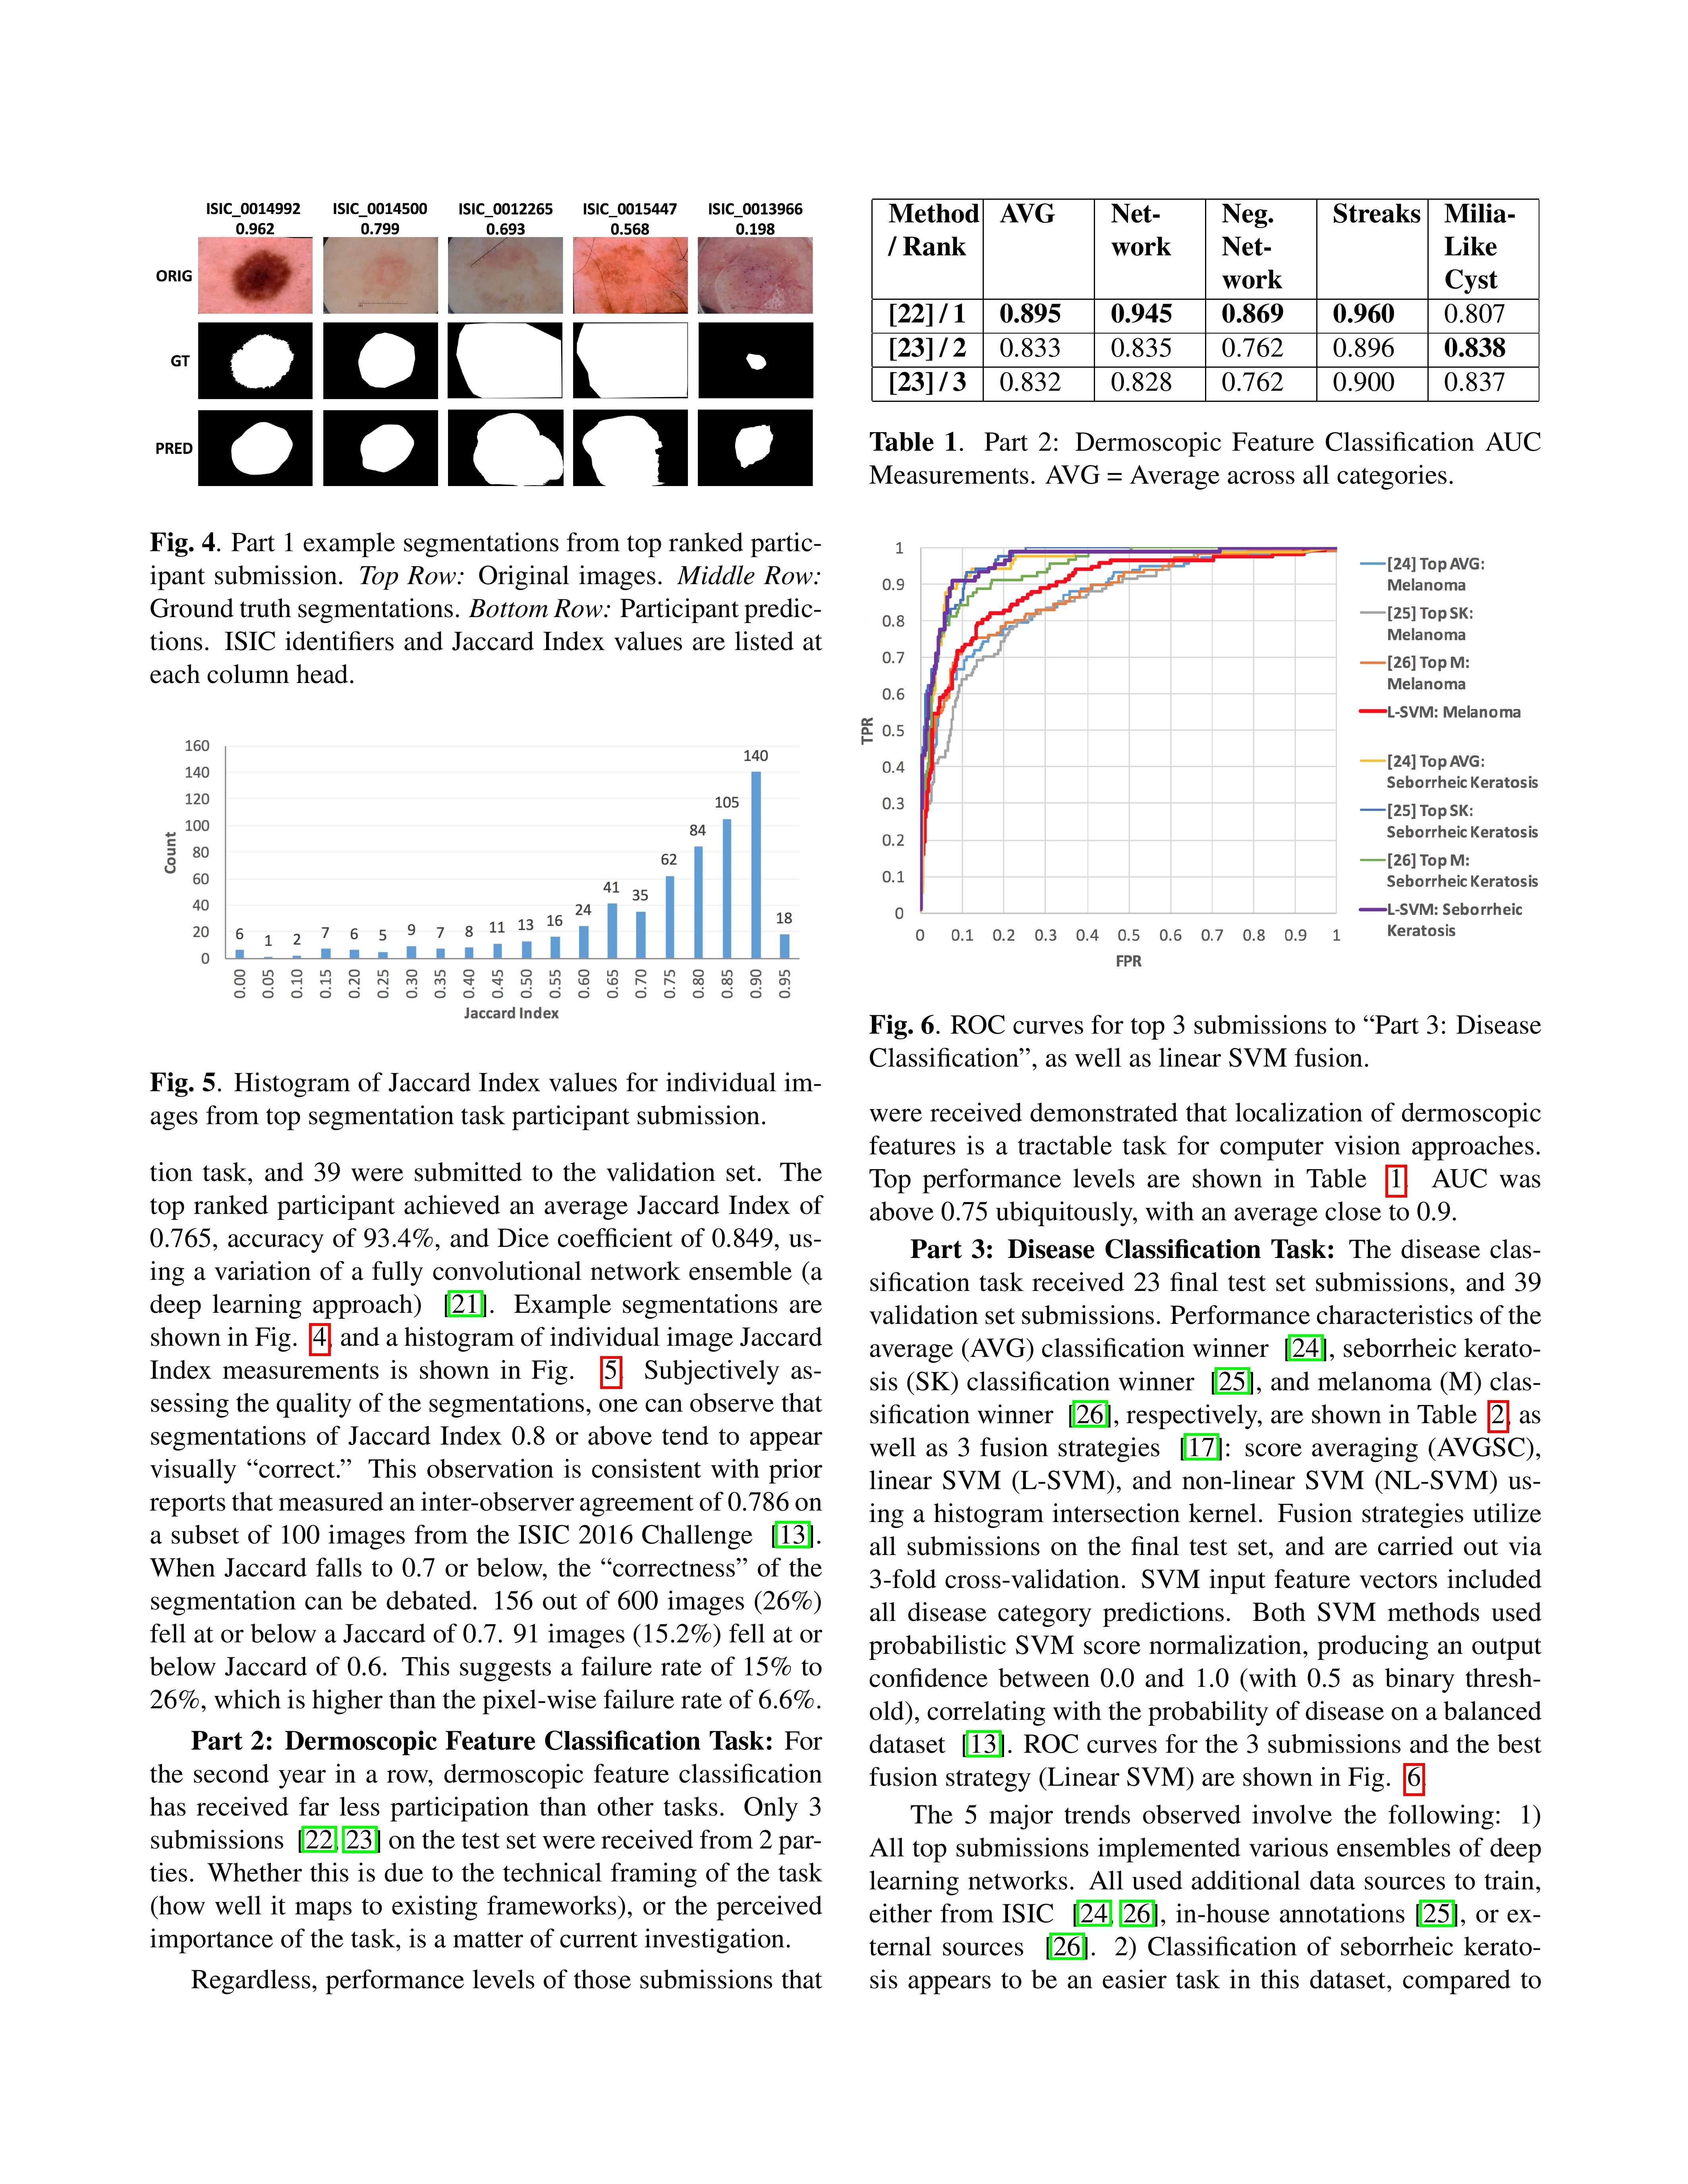 ISIC_0014992 ISIC_0014500 ISIC_0012265 ISIC_0015447 ISIC_0013966
0.962 0.799 0.693 0.568 0.198
ORIG
GT
PRED
Fig. 4. Part 1 example segmentations from top ranked partic-
ipant submission. Top Row: Original images. Middle Row:
Ground truth segmentations. Bottom Row: Participant predic-
tions. ISIC identifiers and Jaccard Index values are listed at
each column head.
160
140
120
100
80
60
40
20
0
Count
6 1 2 7 6 5 9 7 8 11 13 16 24 41 35 62 84 105 140 18
0.00 0.05 0.10 0.15 0.20 0.25 0.30 0.35 0.40 0.45 0.50 0.55 0.60 0.65 0.70 0.75 0.80 0.85 0.90 0.95
Jaccard Index
Fig. 5. Histogram of Jaccard Index values for individual im-
ages from top segmentation task participant submission.
tion task, and 39 were submitted to the validation set. The
top ranked participant achieved an average Jaccard Index of
0.765, accuracy of 93.4%, and Dice coefficient of 0.849, us-
ing a variation of a fully convolutional network ensemble (a
deep learning approach) [21]. Example segmentations are
shown in Fig. 4, and a histogram of individual image Jaccard
Index measurements is shown in Fig. 5. Subjectively as-
sessing the quality of the segmentations, one can observe that
segmentations of Jaccard Index 0.8 or above tend to appear
visually “correct.” This observation is consistent with prior
reports that measured an inter-observer agreement of 0.786 on
a subset of 100 images from the ISIC 2016 Challenge [13].
When Jaccard falls to 0.7 or below, the “correctness” of the
segmentation can be debated. 156 out of 600 images (26%)
fell at or below a Jaccard of 0.7. 91 images (15.2%) fell at or
below Jaccard of 0.6. This suggests a failure rate of 15% to
26%, which is higher than the pixel-wise failure rate of 6.6%.
Part 2: Dermoscopic Feature Classification Task: For
the second year in a row, dermoscopic feature classification
has received far less participation than other tasks. Only 3
submissions [22, 23] on the test set were received from 2 par-
ties. Whether this is due to the technical framing of the task
(how well it maps to existing frameworks), or the perceived
importance of the task, is a matter of current investigation.
Regardless, performance levels of those submissions that
Method AVG Net- Neg. Streaks Milia-
/ Rank work Net- Like
work Cyst
[22] / 1 0.895 0.945 0.869 0.960 0.807
[23] / 2 0.833 0.835 0.762 0.896 0.838
[23] / 3 0.832 0.828 0.762 0.900 0.837
Table 1. Part 2: Dermoscopic Feature Classification AUC
Measurements. AVG = Average across all categories.
1
0.9
0.8
0.7
0.6
0.5
0.4
0.3
0.2
0.1
0
TPR
0 0.1 0.2 0.3 0.4 0.5 0.6 0.7 0.8 0.9 1
FPR
[24] Top AVG:
Melanoma
[25] Top SK:
Melanoma
[26] Top M:
Melanoma
L-SVM: Melanoma
[24] Top AVG:
Seborrheic Keratosis
[25] Top SK:
Seborrheic Keratosis
[26] Top M:
Seborrheic Keratosis
L-SVM: Seborrheic
Keratosis
Fig. 6. ROC curves for top 3 submissions to “Part 3: Disease
Classification”, as well as linear SVM fusion.
were received demonstrated that localization of dermoscopic
features is a tractable task for computer vision approaches.
Top performance levels are shown in Table 1. AUC was
above 0.75 ubiquitously, with an average close to 0.9.
Part 3: Disease Classification Task: The disease clas-
sification task received 23 final test set submissions, and 39
validation set submissions. Performance characteristics of the
average (AVG) classification winner [24], seborrheic kerato-
sis (SK) classification winner [25], and melanoma (M) clas-
sification winner [26], respectively, are shown in Table 2, as
well as 3 fusion strategies [17]: score averaging (AVGSC),
linear SVM (L-SVM), and non-linear SVM (NL-SVM) us-
ing a histogram intersection kernel. Fusion strategies utilize
all submissions on the final test set, and are carried out via
3-fold cross-validation. SVM input feature vectors included
all disease category predictions. Both SVM methods used
probabilistic SVM score normalization, producing an output
confidence between 0.0 and 1.0 (with 0.5 as binary thresh-
old), correlating with the probability of disease on a balanced
dataset [13]. ROC curves for the 3 submissions and the best
fusion strategy (Linear SVM) are shown in Fig. 6.
The 5 major trends observed involve the following: 1)
All top submissions implemented various ensembles of deep
learning networks. All used additional data sources to train,
either from ISIC [24, 26], in-house annotations [25], or ex-
ternal sources [26]. 2) Classification of seborrheic kerato-
sis appears to be an easier task in this dataset, compared to